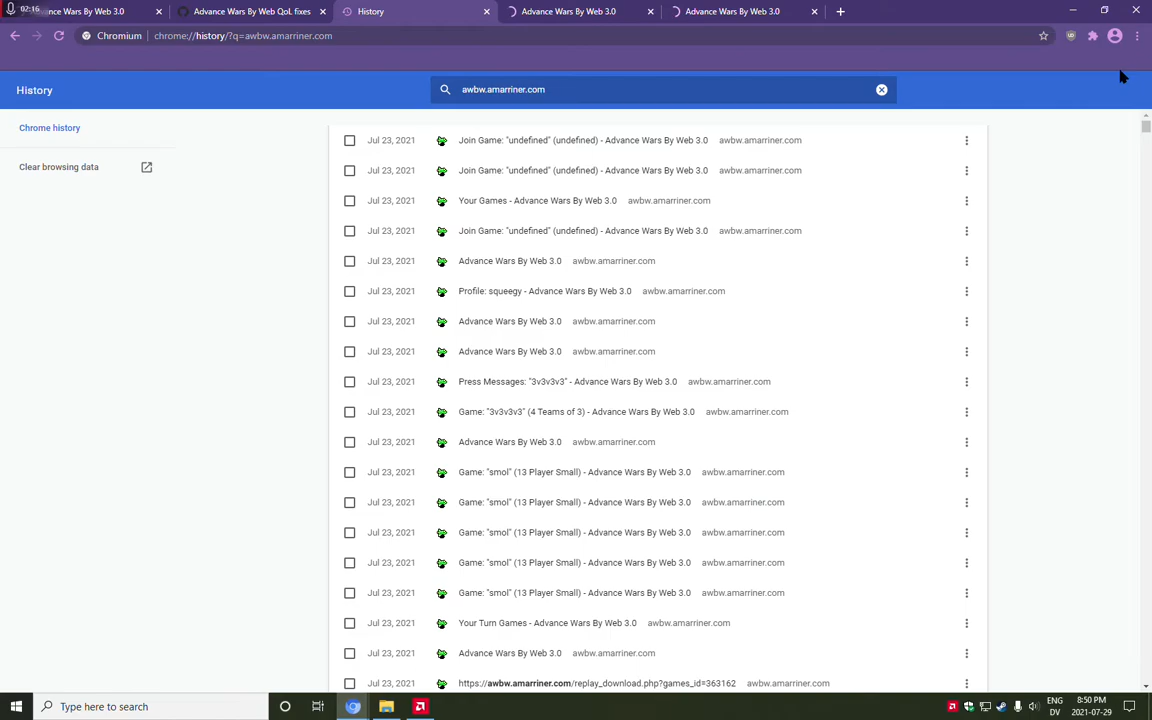 02:16
dvance Wars By Web 3.0
Advance Wars By Web QoL fixes
History
Advance Wars By Web 3.0
Advance Wars By Web 3.0
Chromium
chrome://history/?q=awbw.amarriner.com
History
awbw.amarriner.com
Chrome history
Clear browsing data
Jul 23, 2021 Join Game: "undefined" (undefined) - Advance Wars By Web 3.0 awbw.amarriner.com
Jul 23, 2021 Join Game: "undefined" (undefined) - Advance Wars By Web 3.0 awbw.amarriner.com
Jul 23, 2021 Your Games - Advance Wars By Web 3.0 awbw.amarriner.com
Jul 23, 2021 Join Game: "undefined" (undefined) - Advance Wars By Web 3.0 awbw.amarriner.com
Jul 23, 2021 Advance Wars By Web 3.0 awbw.amarriner.com
Jul 23, 2021 Profile: squeegy - Advance Wars By Web 3.0 awbw.amarriner.com
Jul 23, 2021 Advance Wars By Web 3.0 awbw.amarriner.com
Jul 23, 2021 Advance Wars By Web 3.0 awbw.amarriner.com
Jul 23, 2021 Press Messages: "3v3v3v3" - Advance Wars By Web 3.0 awbw.amarriner.com
Jul 23, 2021 Game: "3v3v3v3" (4 Teams of 3) - Advance Wars By Web 3.0 awbw.amarriner.com
Jul 23, 2021 Advance Wars By Web 3.0 awbw.amarriner.com
Jul 23, 2021 Game: "smol" (13 Player Small) - Advance Wars By Web 3.0 awbw.amarriner.com
Jul 23, 2021 Game: "smol" (13 Player Small) - Advance Wars By Web 3.0 awbw.amarriner.com
Jul 23, 2021 Game: "smol" (13 Player Small) - Advance Wars By Web 3.0 awbw.amarriner.com
Jul 23, 2021 Game: "smol" (13 Player Small) - Advance Wars By Web 3.0 awbw.amarriner.com
Jul 23, 2021 Game: "smol" (13 Player Small) - Advance Wars By Web 3.0 awbw.amarriner.com
Jul 23, 2021 Your Turn Games - Advance Wars By Web 3.0 awbw.amarriner.com
Jul 23, 2021 Advance Wars By Web 3.0 awbw.amarriner.com
Jul 23, 2021 https://awbw.amarriner.com/replay_download.php?games_id=363162 awbw.amarriner.com
Type here to search
ENG
DV
8:50 PM
2021-07-29